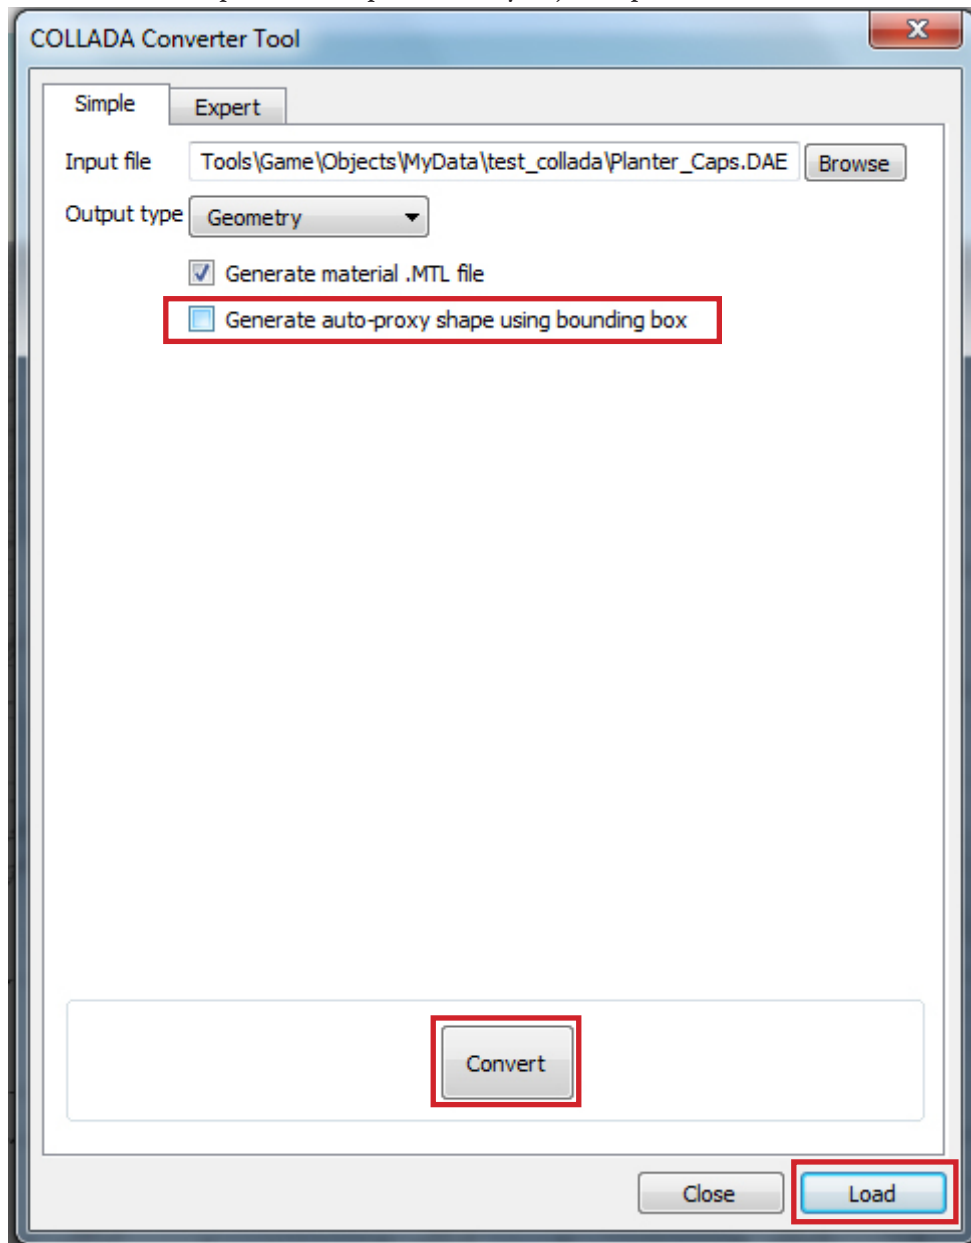 COLLADA Converter Tool
Simple Expert
Input file Tools\Game\Objects\MyData\test_collada\Planter_Caps.DAE Browse
Output type Geometry
Generate material .MTL file
Generate auto-proxy shape using bounding box
Convert
Close Load